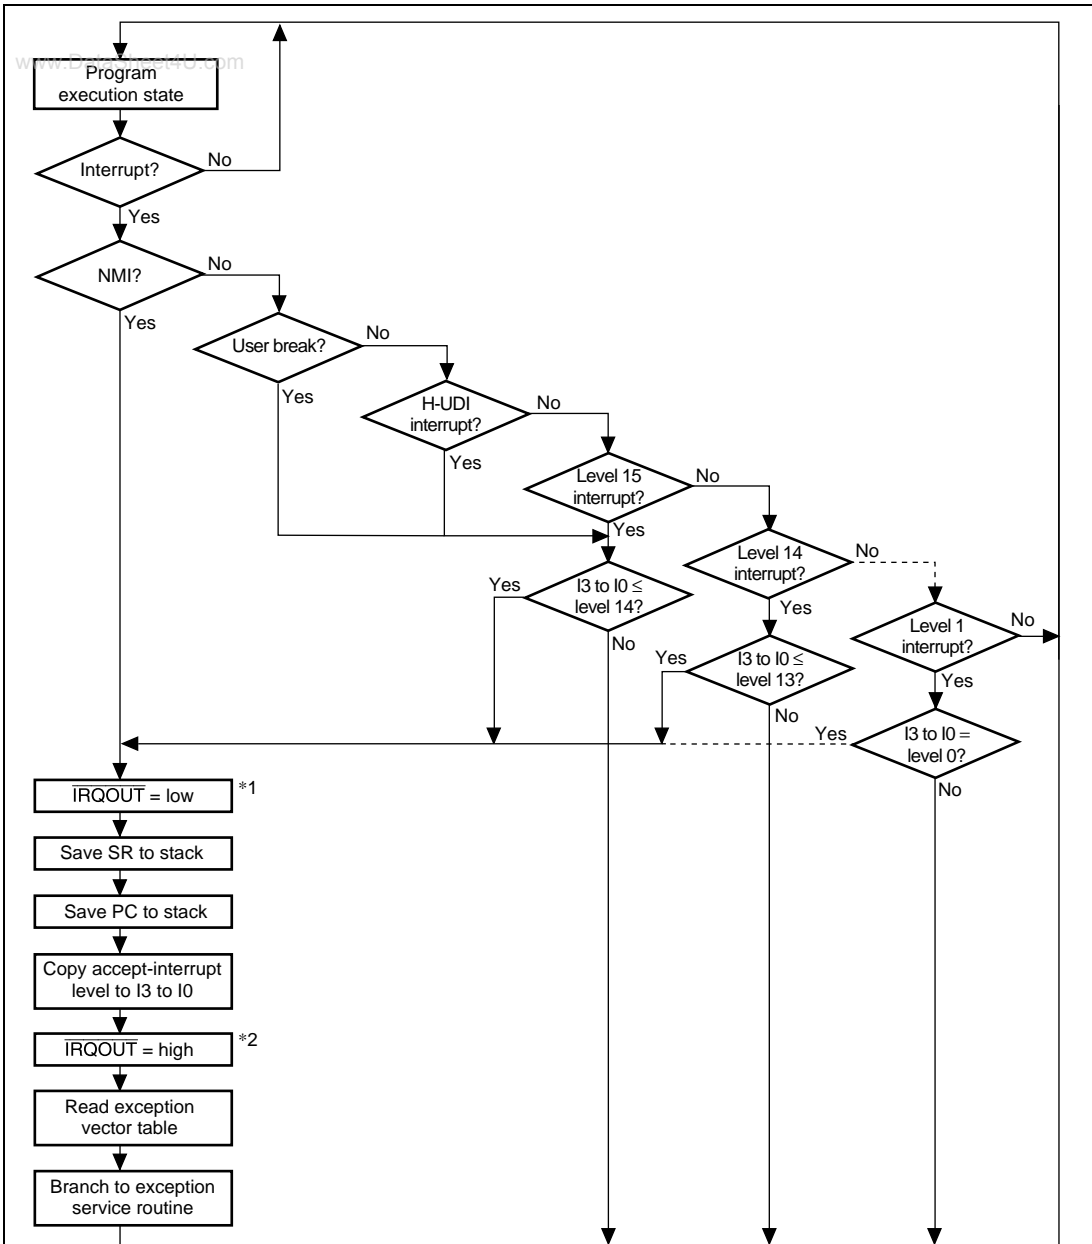 www.DataSheet4U.com
Program
execution state
Interrupt?
No
Yes
NMI?
No
Yes
User break?
No
Yes
H-UDI
interrupt?
No
Yes
Level 15
interrupt?
No
Yes
Level 14
interrupt?
No
Yes
I3 to I0 ≤
level 14?
Yes
No
Level 1
interrupt?
No
Yes
I3 to I0 ≤
level 13?
Yes
No
I3 to I0 =
level 0?
Yes
No
IRQOUT = low
*1
Save SR to stack
Save PC to stack
Copy accept-interrupt
level to I3 to I0
IRQOUT = high
*2
Read exception
vector table
Branch to exception
service routine